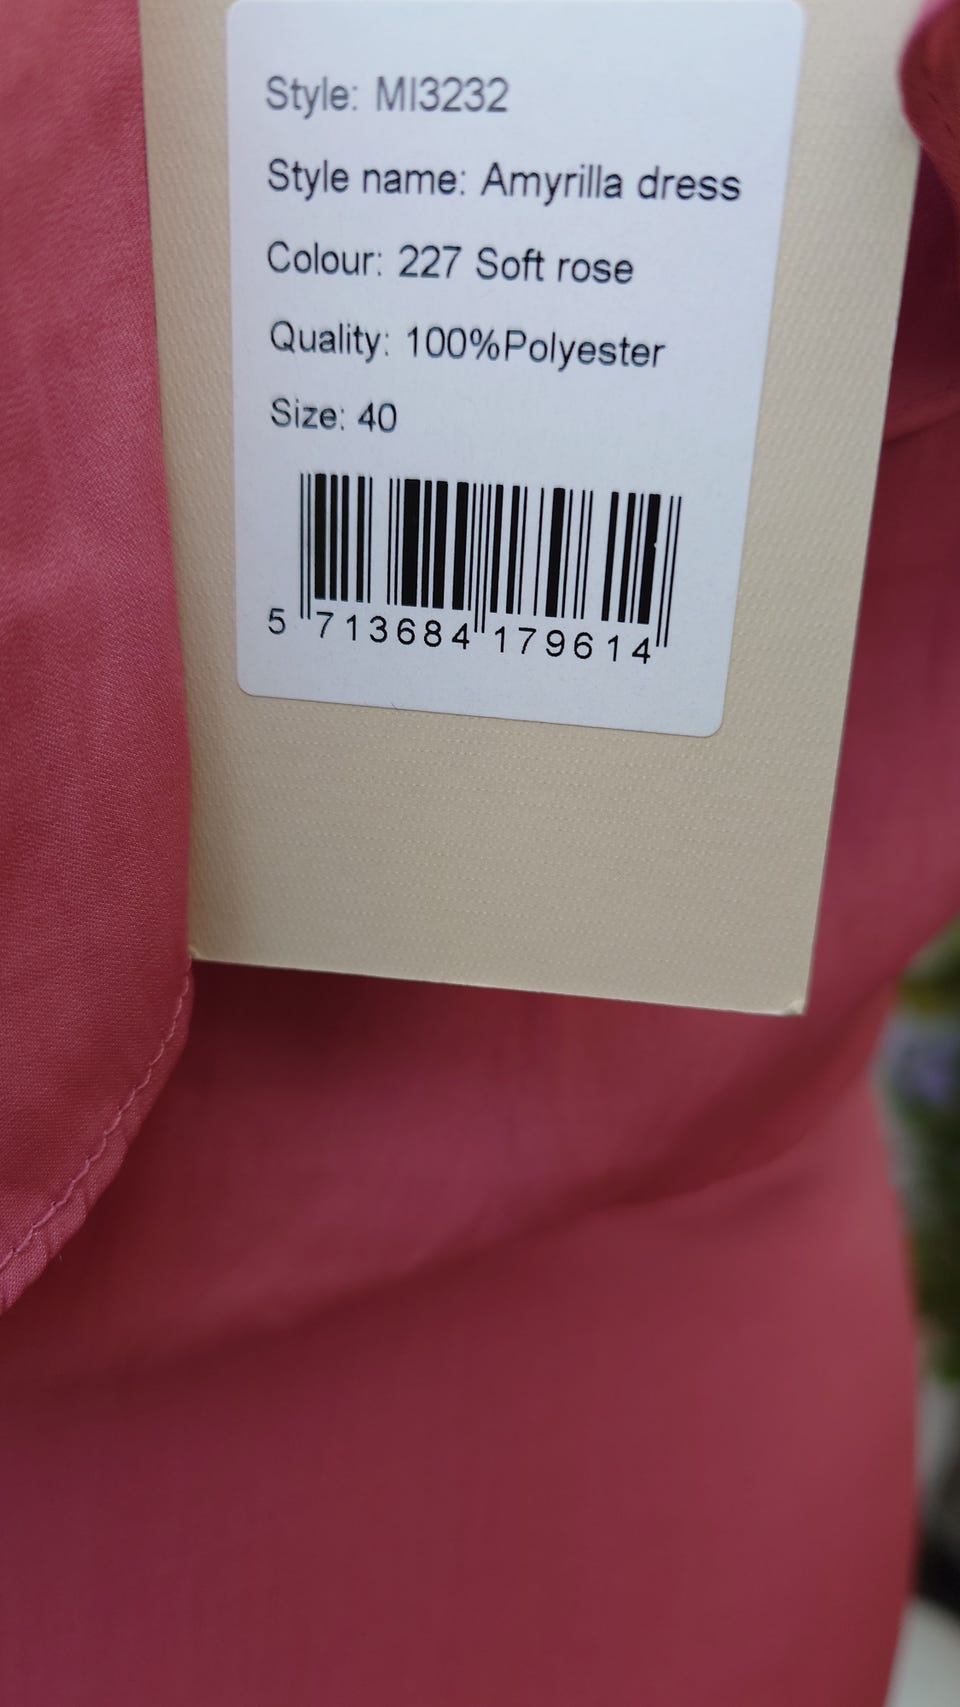 Style: MI3232
Style name: Amyrilla dress
Colour: 227 Soft rose
Quality: 100%Polyester
Size: 40
5 713684 179614